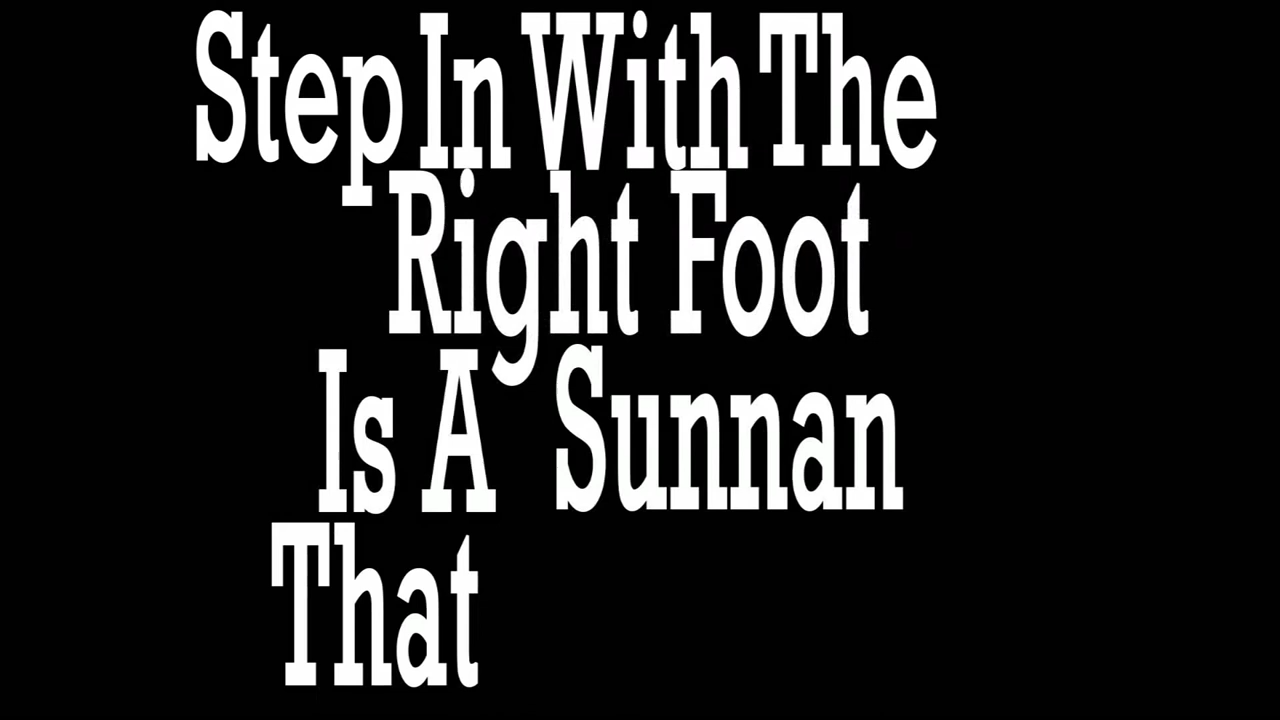 Step In With The
Right Foot
Is A Sunnan
That